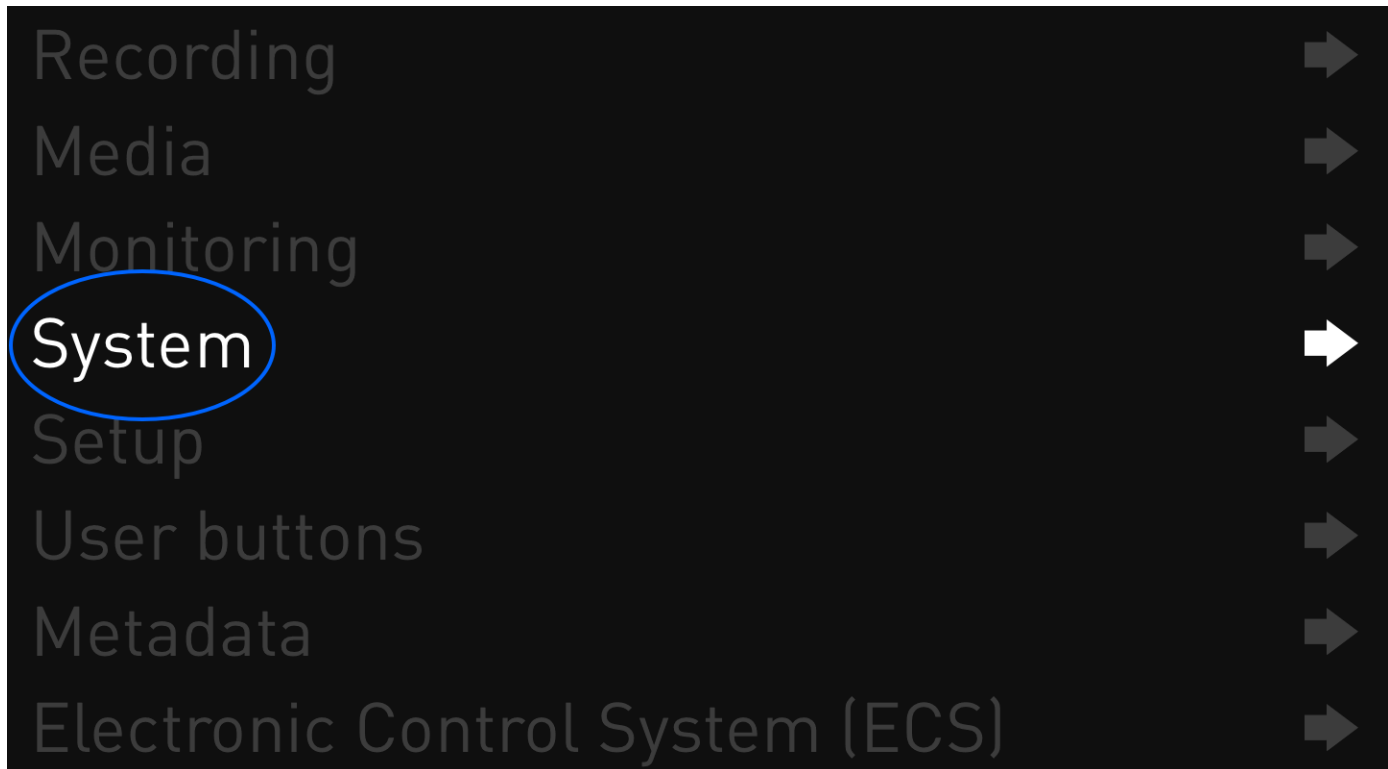 Recording
Media
Monitoring
System
Setup
User buttons
Metadata
Electronic Control System (ECS)